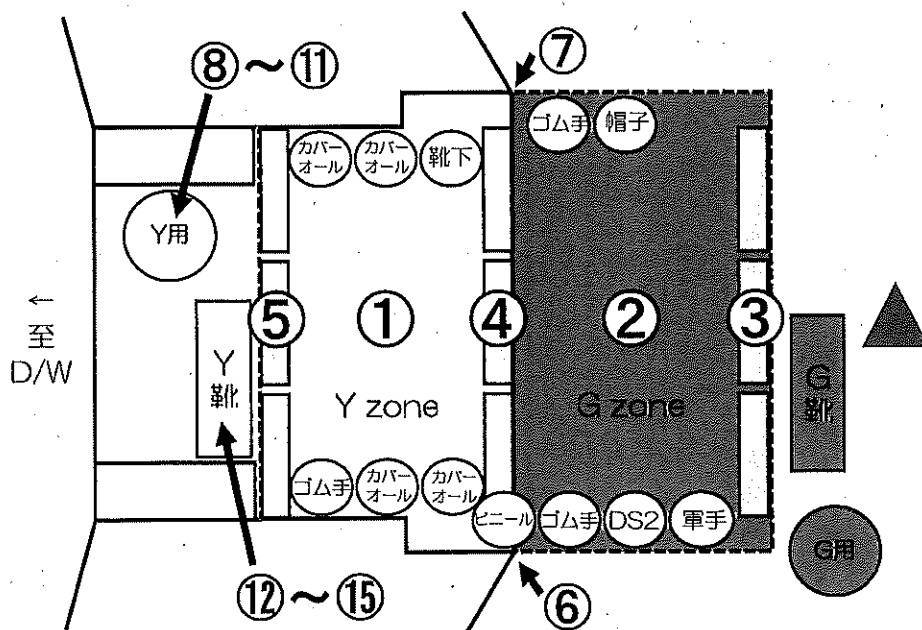 ⑧～⑪
⑦
ゴム手
帽子
カバーオール
カバーオール
靴下
Y用
←
至
D/W
⑤
①
④
②
③
Y
靴
Y zone
G zone
G
靴
ゴム手
カバーオール
カバーオール
ビニール
ゴム手
DS2
軍手
G用
⑫～⑮
⑥